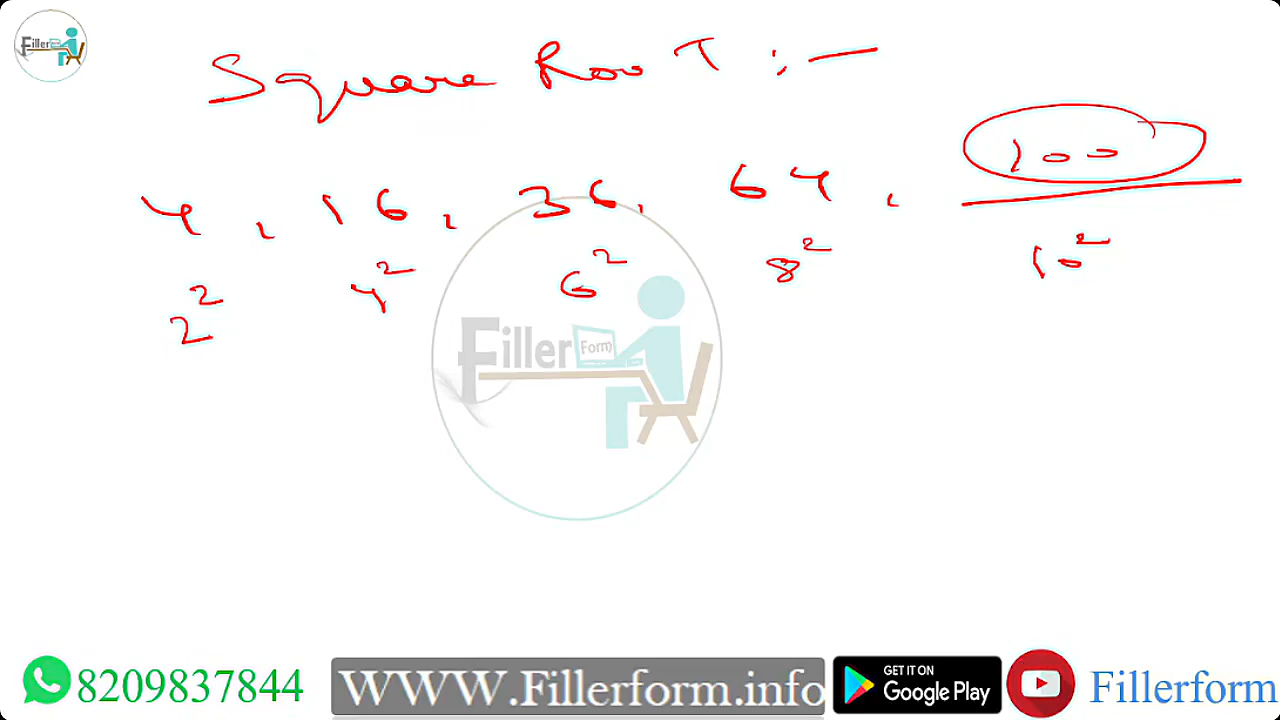 Filler
Square Root :-
4, 16, 36, 64, 100
2² 4² 6² 8² 10²
Filler Form
8209837844 WWW.Fillerform.info GET IT ON Google Play Fillerform